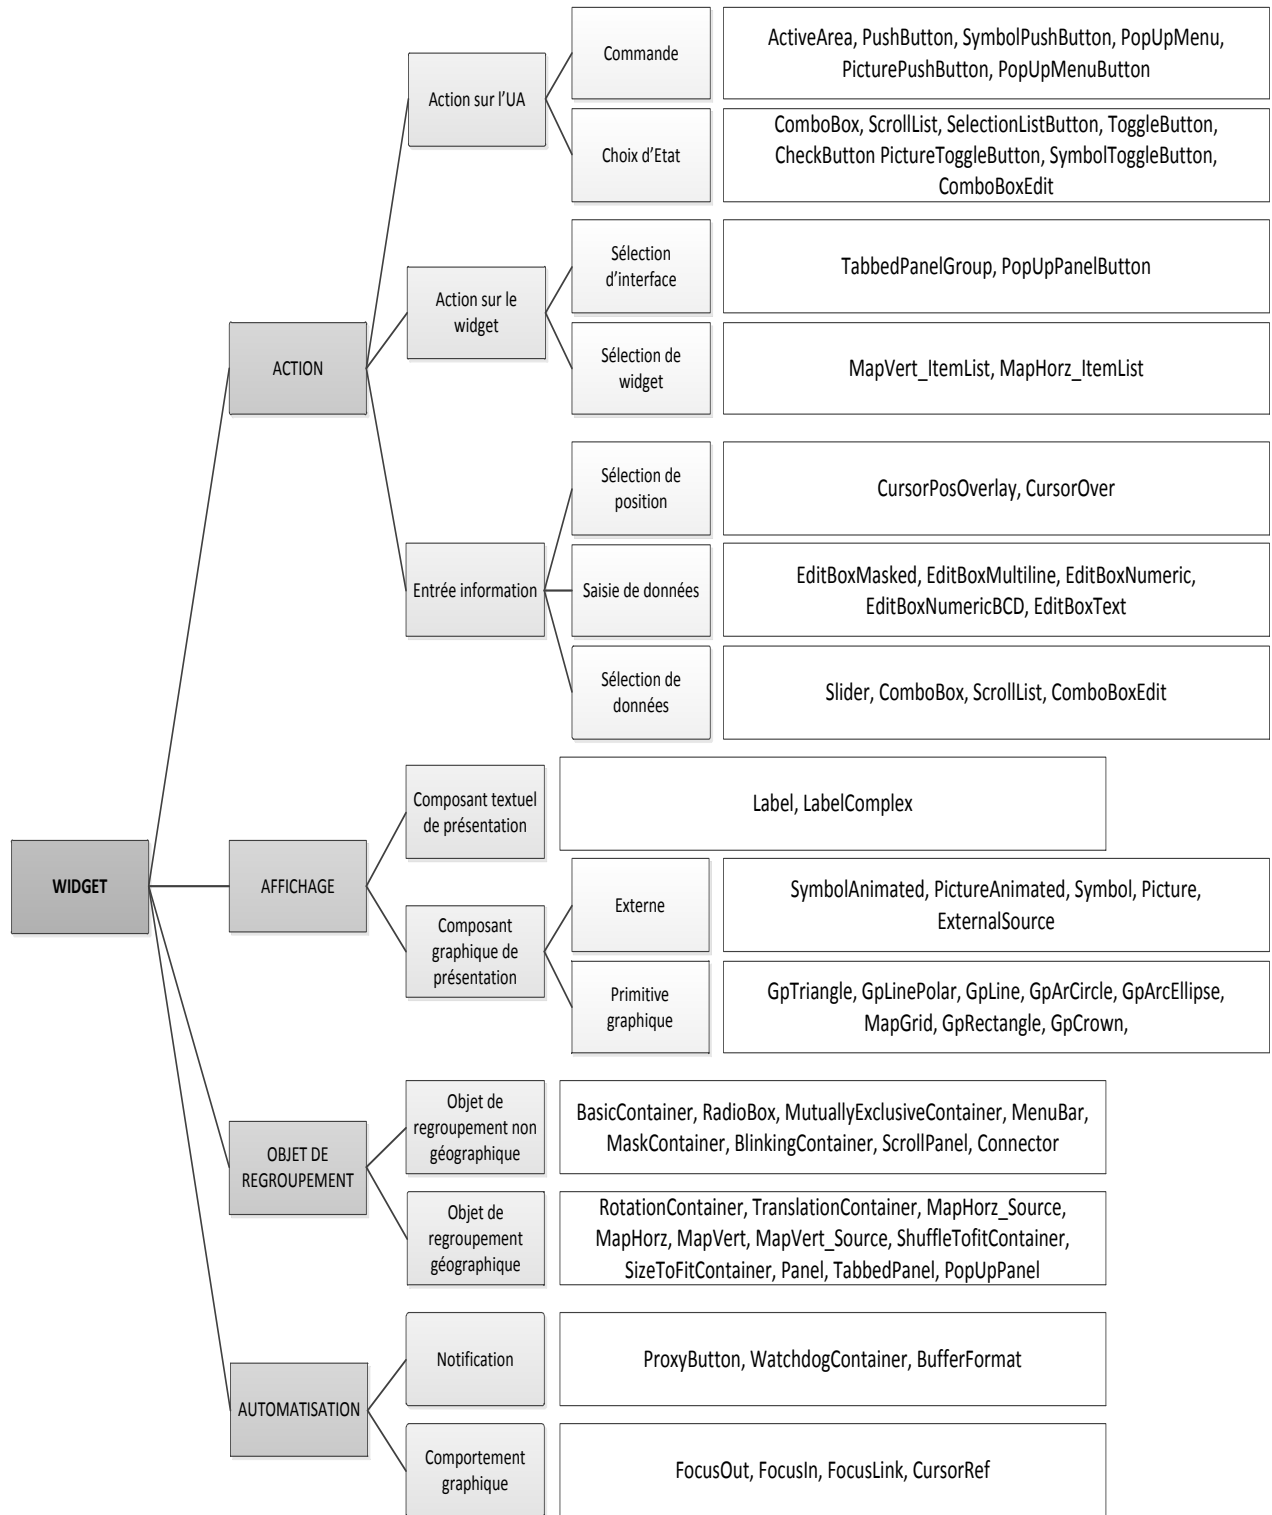 Commande
ActiveArea, PushButton, SymbolPushButton, PopUpMenu,
PicturePushButton, PopUpMenuButton
Action sur l’UA
Choix d’Etat
ComboBox, ScrollList, SelectionListButton, ToggleButton,
CheckButton PictureToggleButton, SymbolToggleButton,
ComboBoxEdit
Sélection
d’interface
TabbedPanelGroup, PopUpPanelButton
Action sur le
widget
ACTION
Sélection de
widget
MapVert_ItemList, MapHorz_ItemList
Sélection de
position
CursorPosOverlay, CursorOver
Entrée information
Saisie de données
EditBoxMasked, EditBoxMultiline, EditBoxNumeric,
EditBoxNumericBCD, EditBoxText
Sélection de
données
Slider, ComboBox, ScrollList, ComboBoxEdit
Composant textuel
de présentation
Label, LabelComplex
WIDGET
AFFICHAGE
Composant
graphique de
présentation
Externe
SymbolAnimated, PictureAnimated, Symbol, Picture,
ExternalSource
Primitive
graphique
GpTriangle, GpLinePolar, GpLine, GpArCircle, GpArcEllipse,
MapGrid, GpRectangle, GpCrown,
Objet de
regroupement non
géographique
BasicContainer, RadioBox, MutuallyExclusiveContainer, MenuBar,
MaskContainer, BlinkingContainer, ScrollPanel, Connector
OBJET DE
REGROUPEMENT
Objet de
regroupement
géographique
RotationContainer, TranslationContainer, MapHorz_Source,
MapHorz, MapVert, MapVert_Source, ShuffleTofitContainer,
SizeToFitContainer, Panel, TabbedPanel, PopUpPanel
Notification
ProxyButton, WatchdogContainer, BufferFormat
AUTOMATISATION
Comportement
graphique
FocusOut, FocusIn, FocusLink, CursorRef